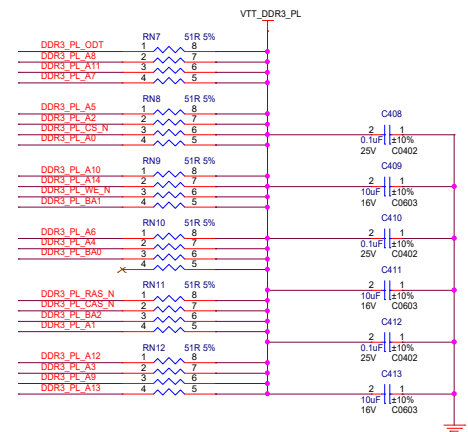 VTT_DDR3_PL
RN7 51R 5%
DDR3_PL_ODT 1 8
DDR3_PL_A8 2 7
DDR3_PL_A11 3 6
DDR3_PL_A7 4 5
RN8 51R 5%
DDR3_PL_A5 1 8
DDR3_PL_A2 2 7
DDR3_PL_CS_N 3 6
DDR3_PL_A0 4 5
C408
2 1
0.1uF ±10%
25V C0402
RN9 51R 5%
DDR3_PL_A10 1 8
DDR3_PL_A14 2 7
DDR3_PL_WE_N 3 6
DDR3_PL_BA1 4 5
C409
2 1
10uF ±10%
16V C0603
RN10 51R 5%
DDR3_PL_A6 1 8
DDR3_PL_A4 2 7
DDR3_PL_BA0 3 6
4 5
C410
2 1
0.1uF ±10%
25V C0402
RN11 51R 5%
DDR3_PL_RAS_N 1 8
DDR3_PL_CAS_N 2 7
DDR3_PL_BA2 3 6
DDR3_PL_A1 4 5
C411
2 1
10uF ±10%
16V C0603
C412
2 1
0.1uF ±10%
25V C0402
RN12 51R 5%
DDR3_PL_A12 1 8
DDR3_PL_A3 2 7
DDR3_PL_A9 3 6
DDR3_PL_A13 4 5
C413
2 1
10uF ±10%
16V C0603